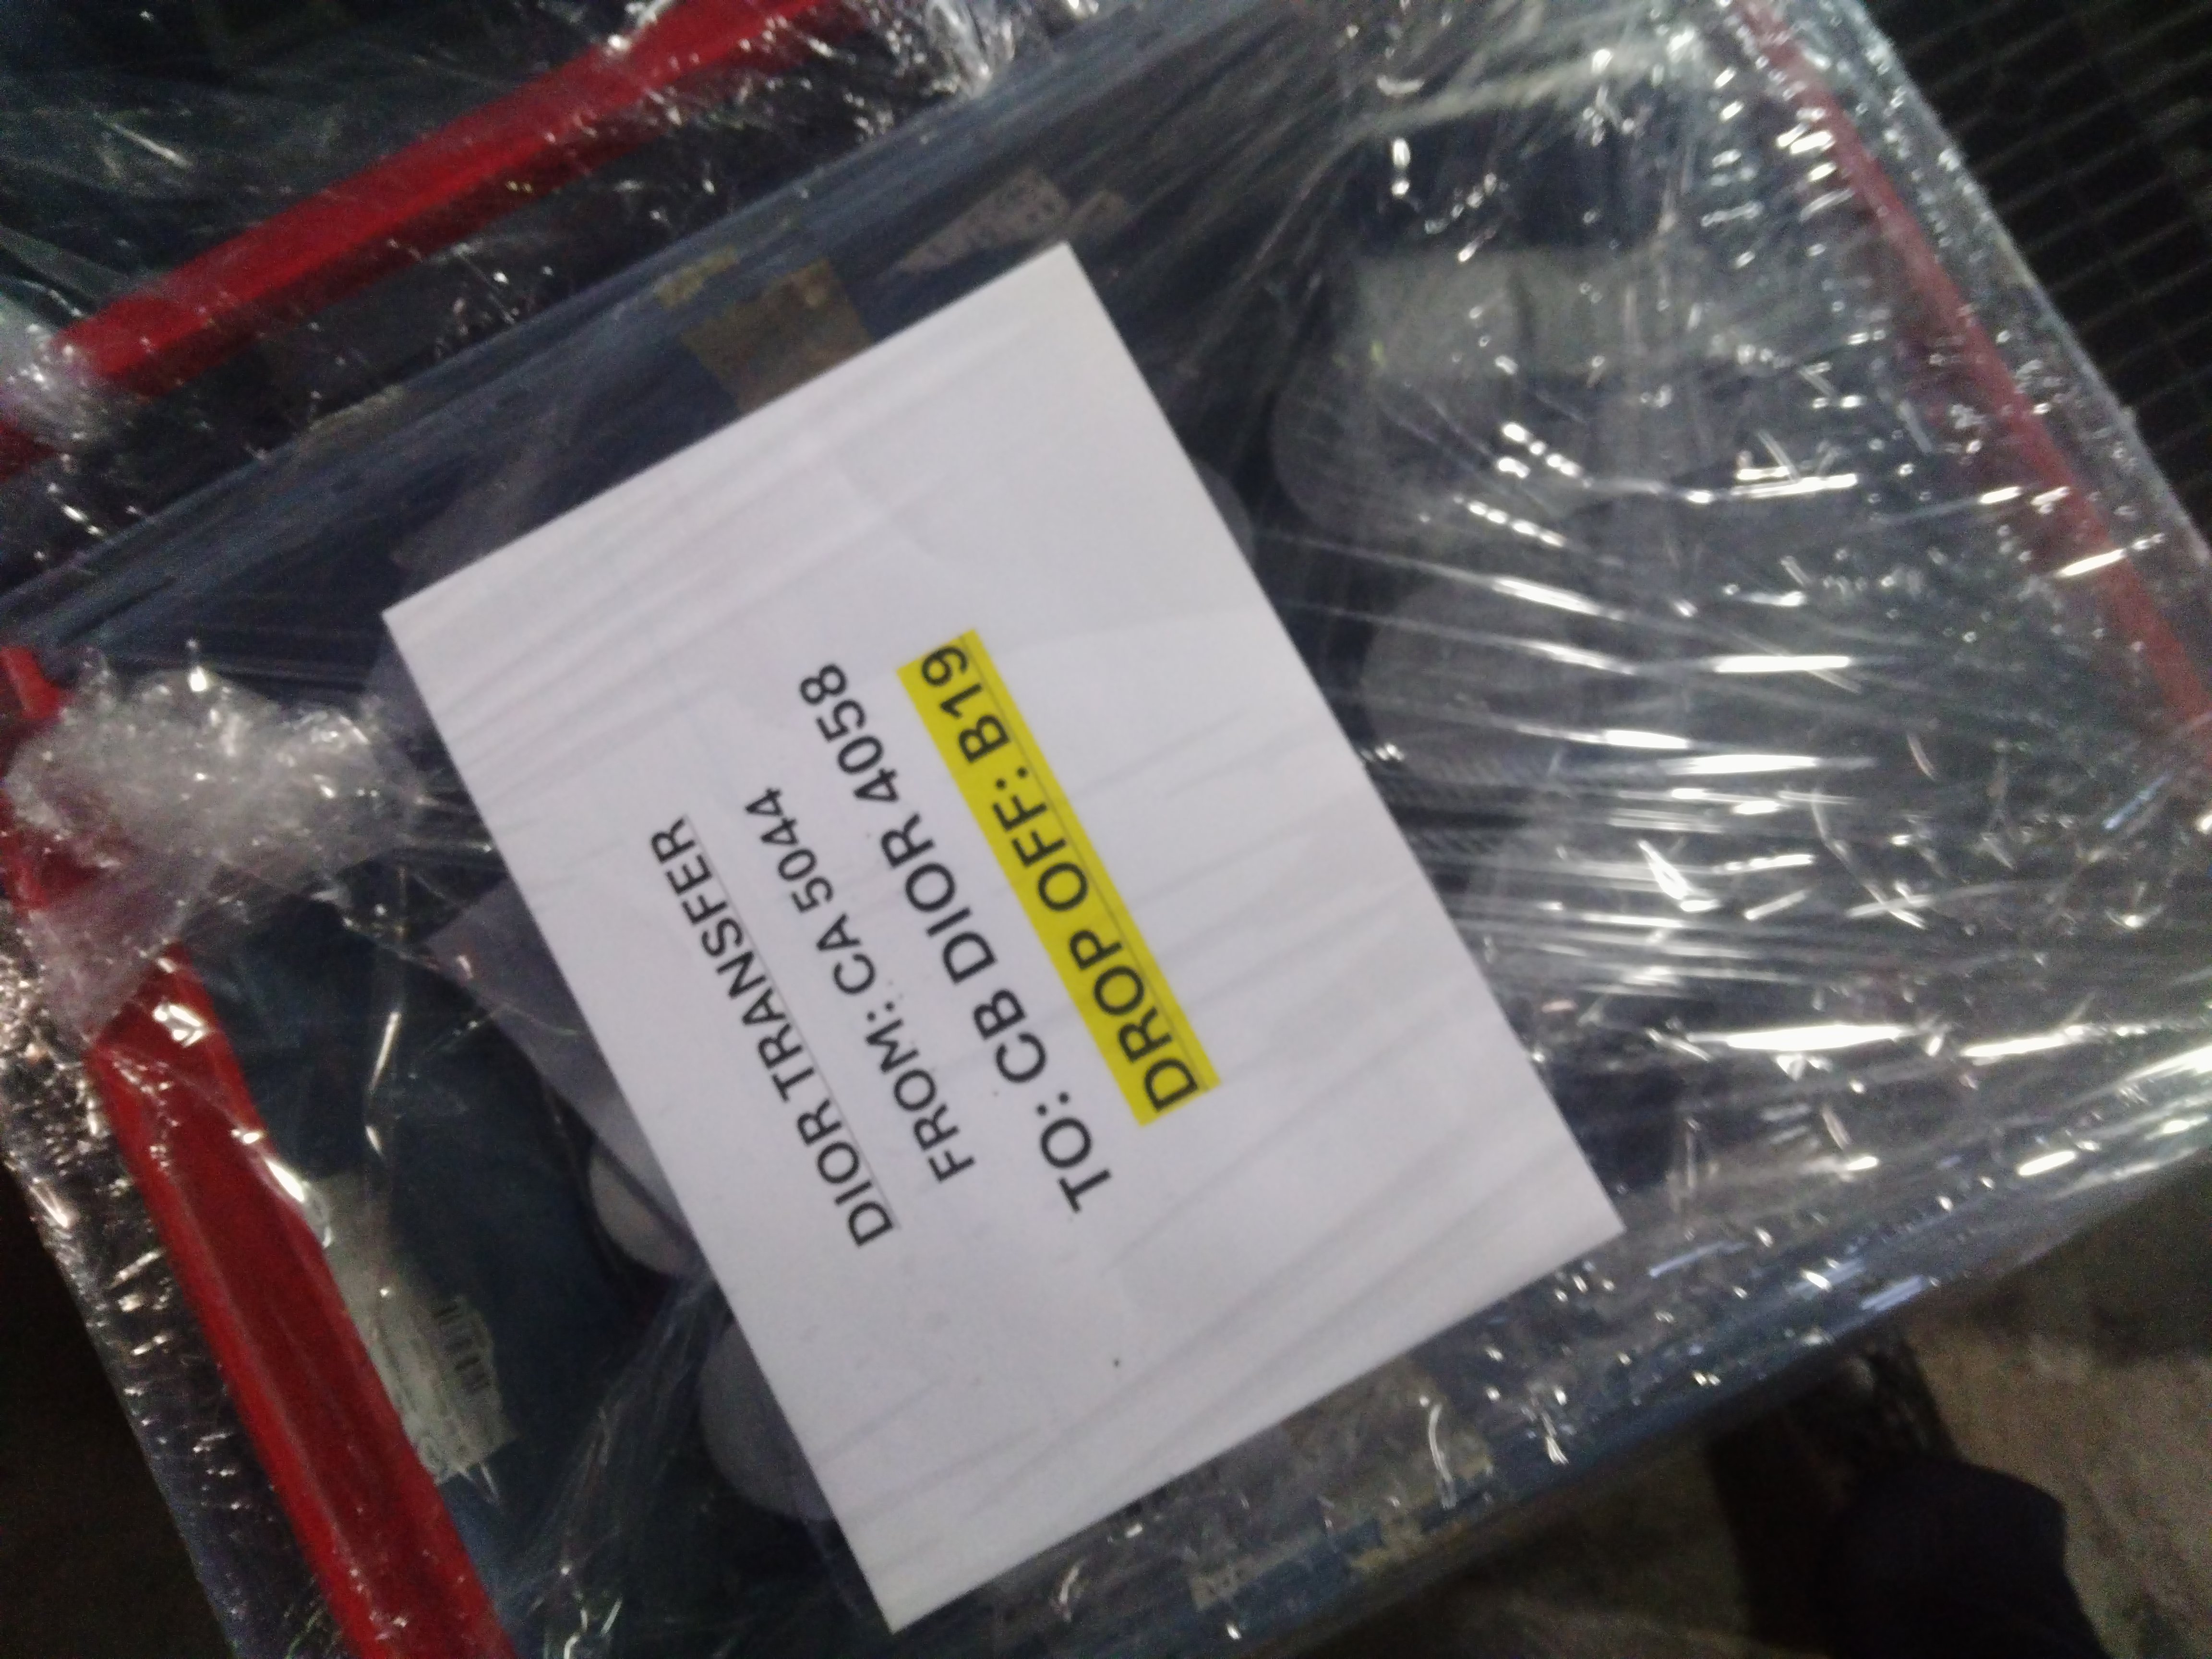 DIOR TRANSFER
FROM: CA 5044
TO: CB DIOR 4058
DROP OFF: B19